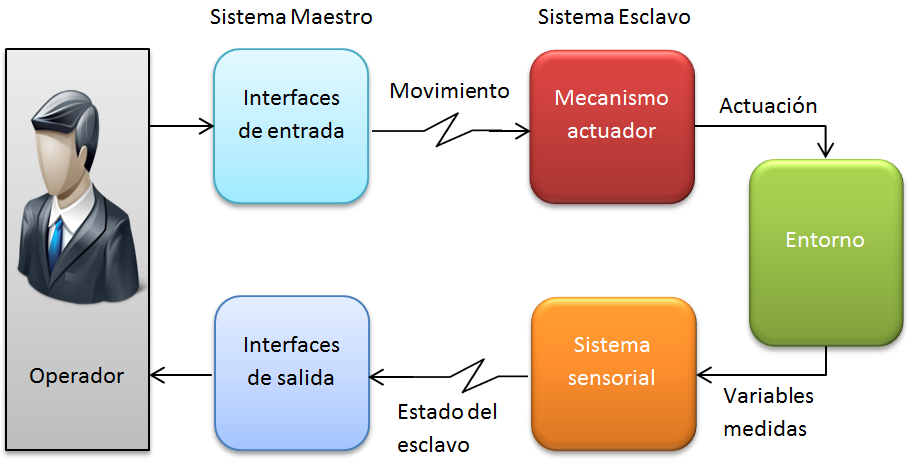 Sistema Maestro
Sistema Esclavo
Interfaces
de entrada
Movimiento
Mecanismo
actuador
Actuación
Entorno
Operador
Interfaces
de salida
Estado del
esclavo
Sistema
sensorial
Variables
medidas